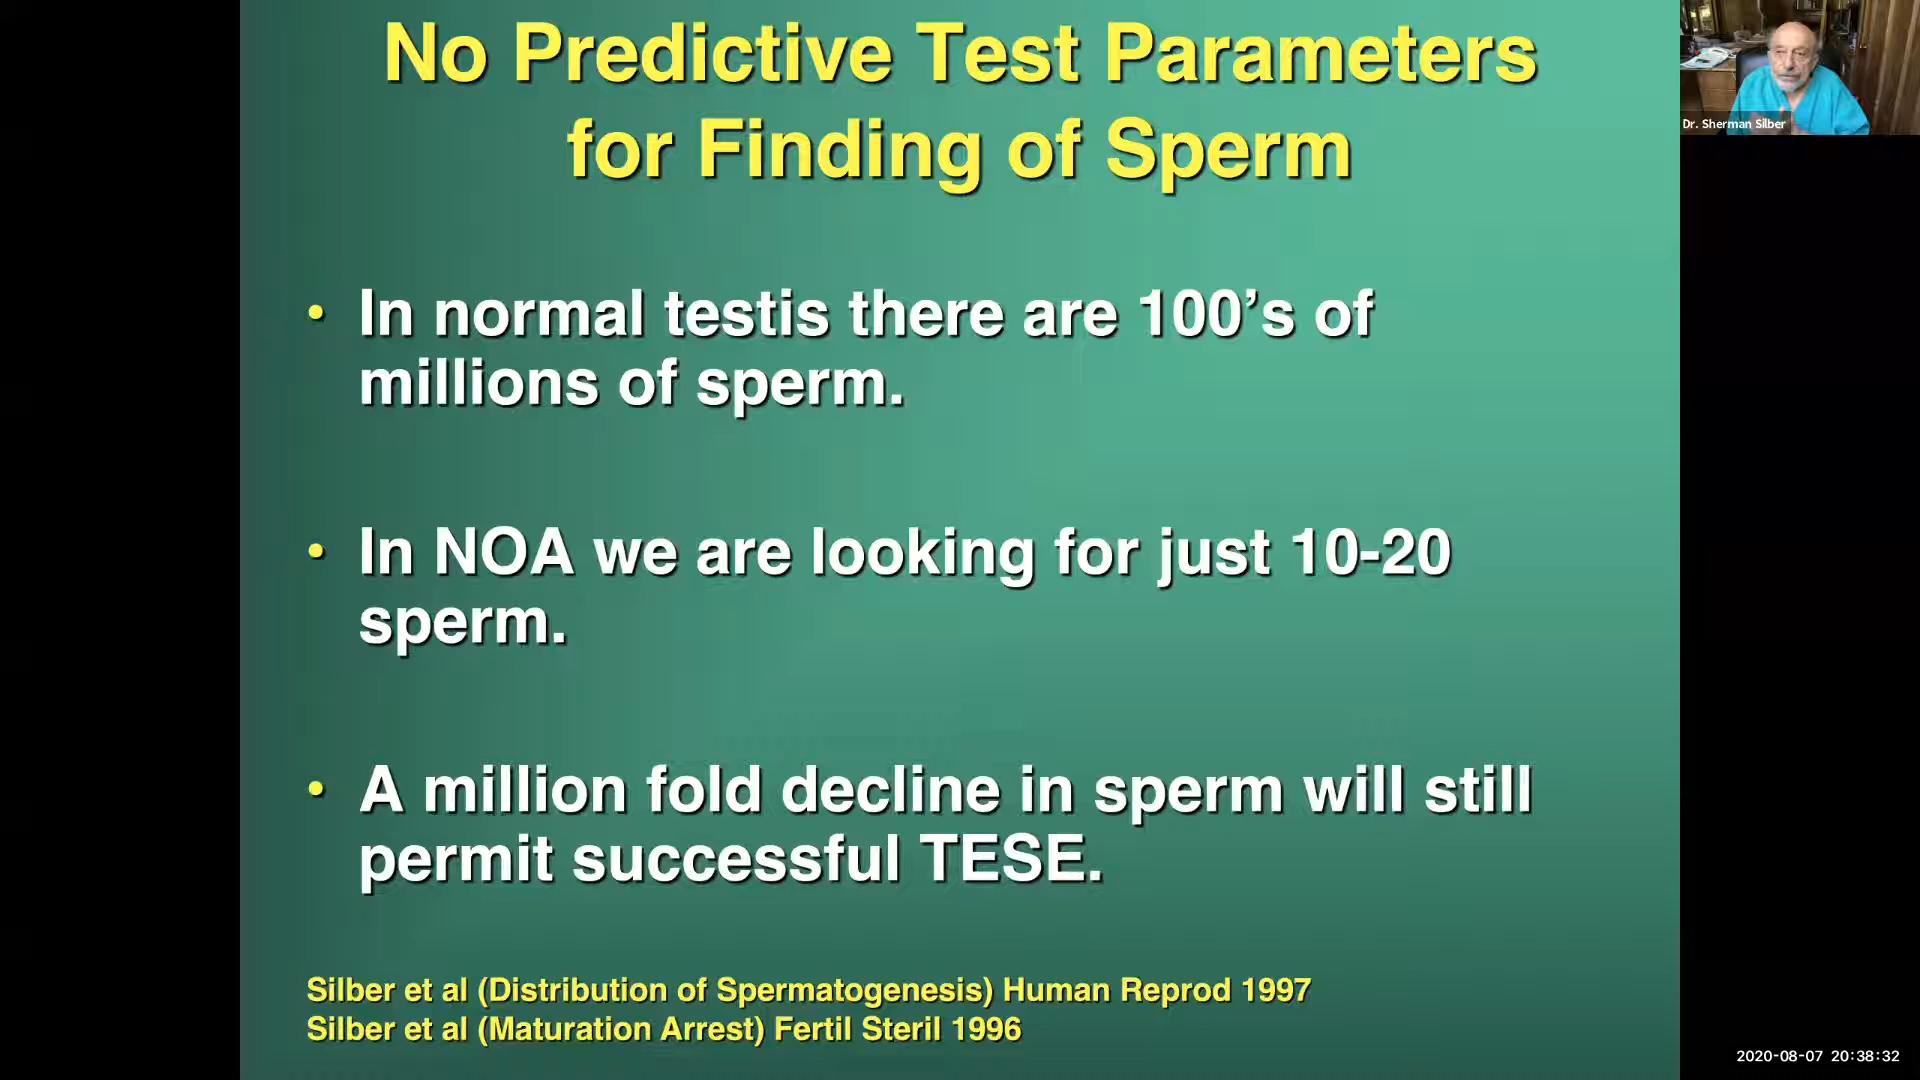 No Predictive Test Parameters
for Finding of Sperm
• In normal testis there are 100’s of
millions of sperm.
• In NOA we are looking for just 10-20
sperm.
• A million fold decline in sperm will still
permit successful TESE.
Silber et al (Distribution of Spermatogenesis) Human Reprod 1997
Silber et al (Maturation Arrest) Fertil Steril 1996
Dr. Sherman Silber
2020-08-07 20:38:32